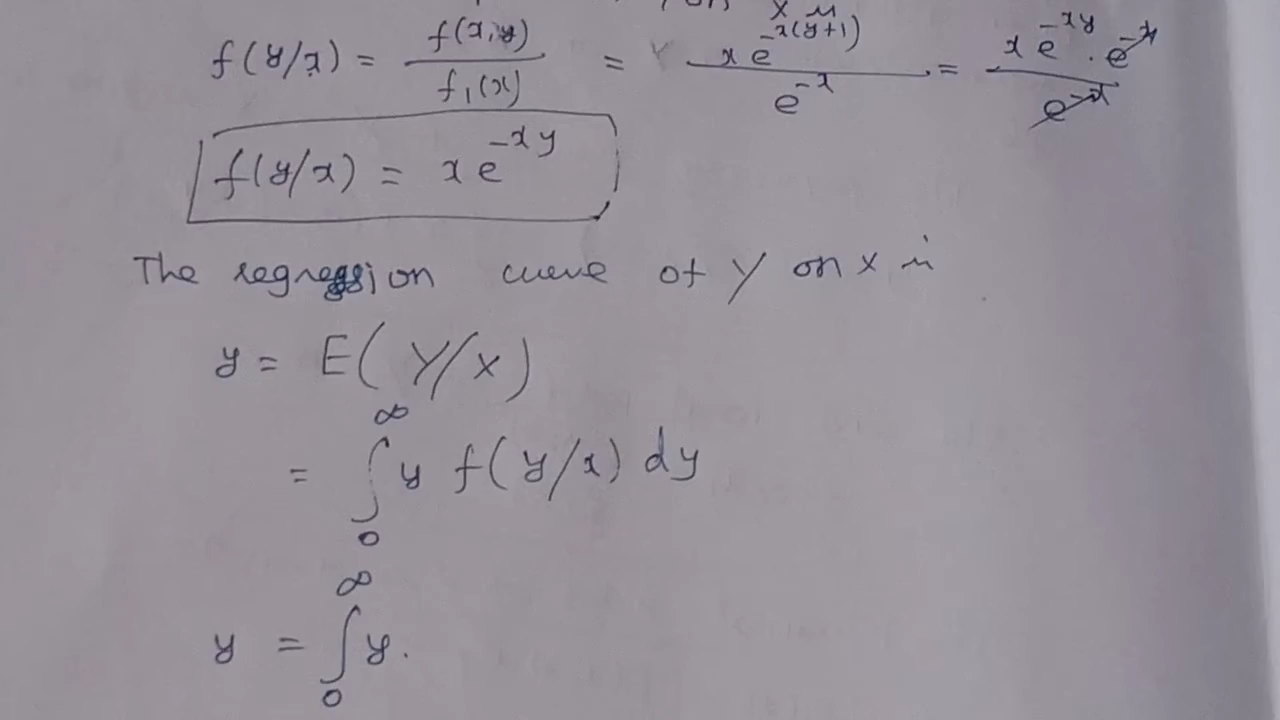 f(y/x) = f(x,y) / f₁(x) = x e^{-x(y+1)} / e^{-x} = x e^{-xy} . e^{-x} / e^{-x}
f(y/x) = x e^{-xy}
The regression curve of Y on X is
y = E(Y/X)
= ∫₀^∞ y f(y/x) dy
y = ∫₀^∞ y.